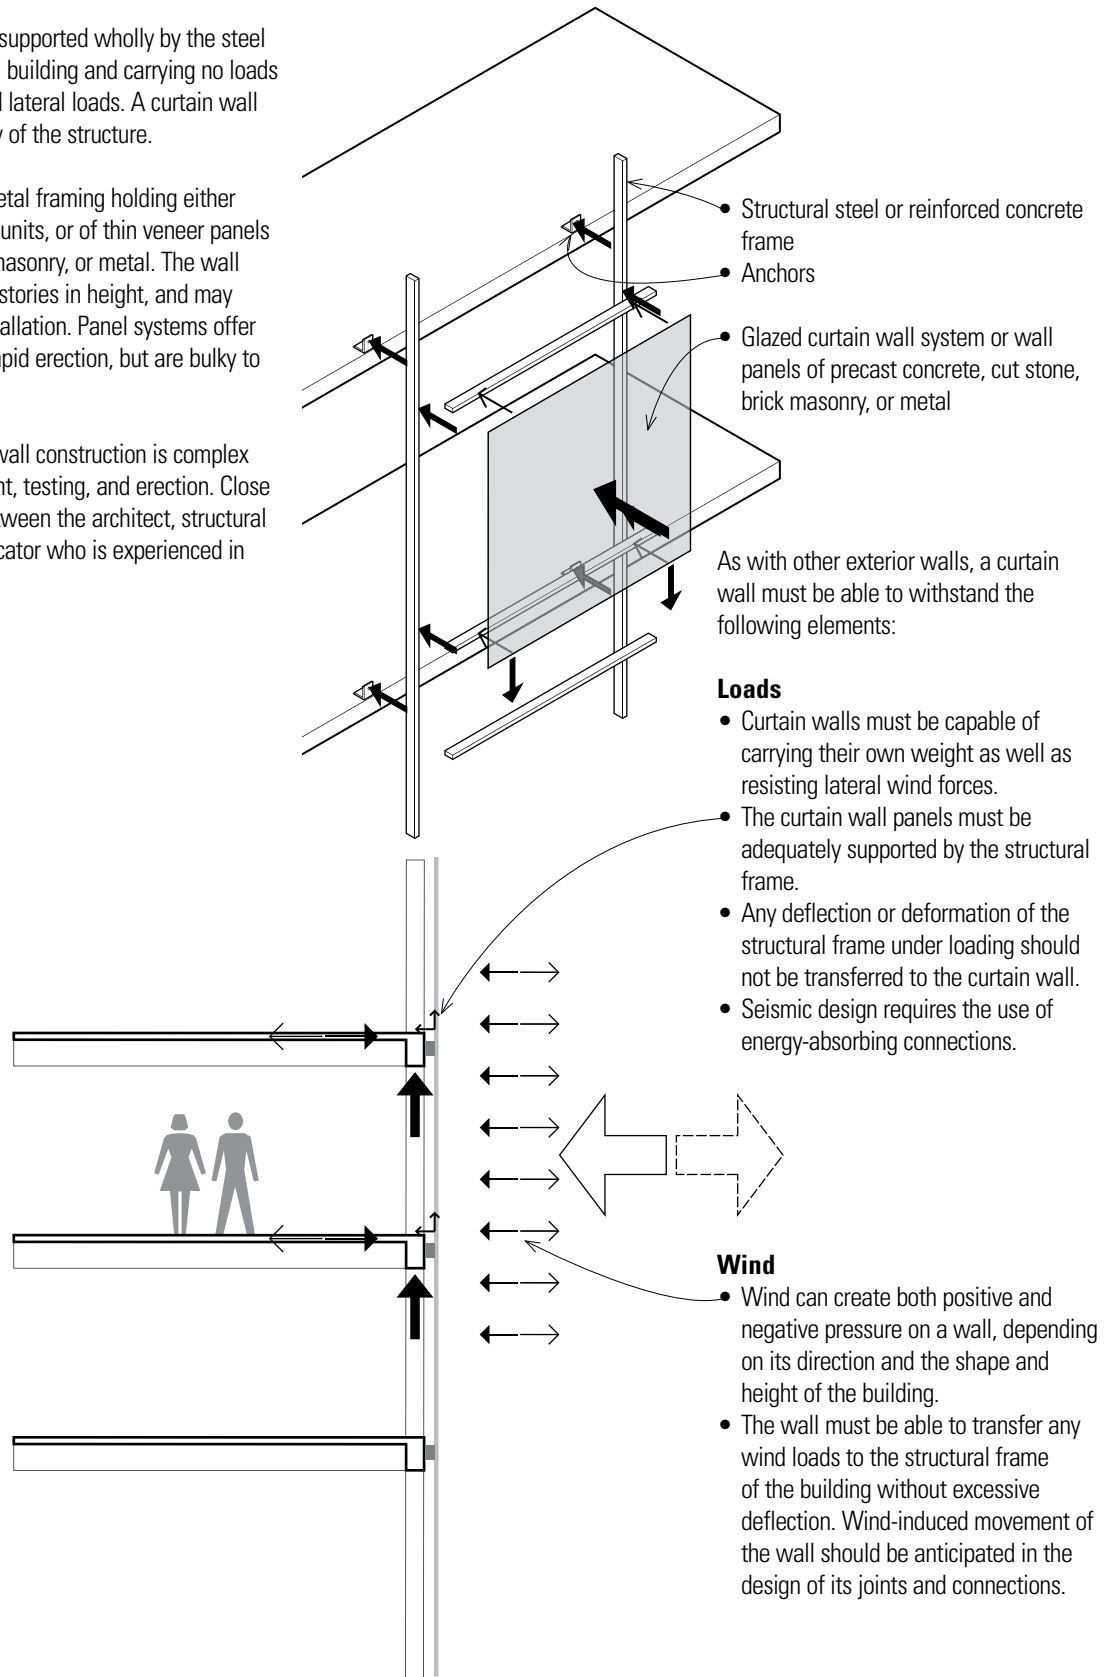 supported wholly by the steel
building and carrying no loads
lateral loads. A curtain wall
of the structure.
etal framing holding either
units, or of thin veneer panels
nasonry, or metal. The wall
stories in height, and may
allation. Panel systems offer
apid erection, but are bulky to
wall construction is complex
nt, testing, and erection. Close
tween the architect, structural
cator who is experienced in
• Structural steel or reinforced concrete
frame
• Anchors
• Glazed curtain wall system or wall
panels of precast concrete, cut stone,
brick masonry, or metal
As with other exterior walls, a curtain
wall must be able to withstand the
following elements:
Loads
• Curtain walls must be capable of
carrying their own weight as well as
resisting lateral wind forces.
• The curtain wall panels must be
adequately supported by the structural
frame.
• Any deflection or deformation of the
structural frame under loading should
not be transferred to the curtain wall.
• Seismic design requires the use of
energy-absorbing connections.
Wind
• Wind can create both positive and
negative pressure on a wall, depending
on its direction and the shape and
height of the building.
• The wall must be able to transfer any
wind loads to the structural frame
of the building without excessive
deflection. Wind-induced movement of
the wall should be anticipated in the
design of its joints and connections.